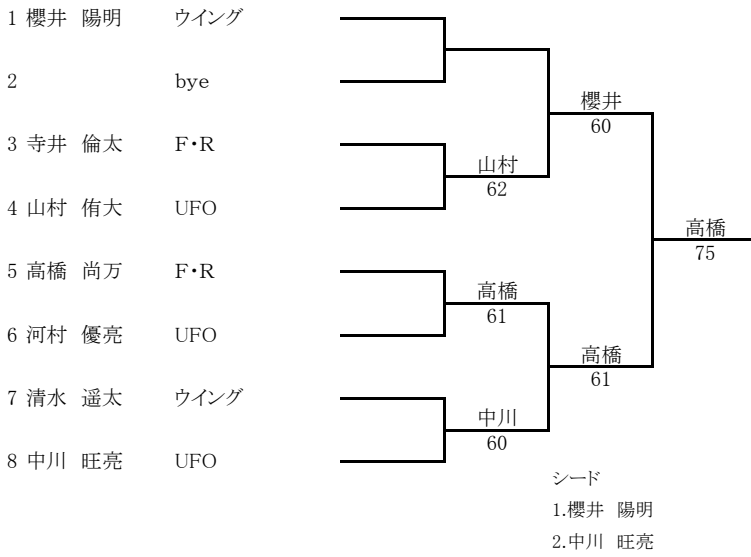 1 櫻井 陽明 ウイング
2 bye
櫻井
60
3 寺井 倫太 F・R
山村
62
4 山村 侑大 UFO
高橋
75
5 高橋 尚万 F・R
高橋
61
6 河村 優亮 UFO
高橋
61
7 清水 遥太 ウイング
中川
60
8 中川 旺亮 UFO
シード
1.櫻井 陽明
2.中川 旺亮